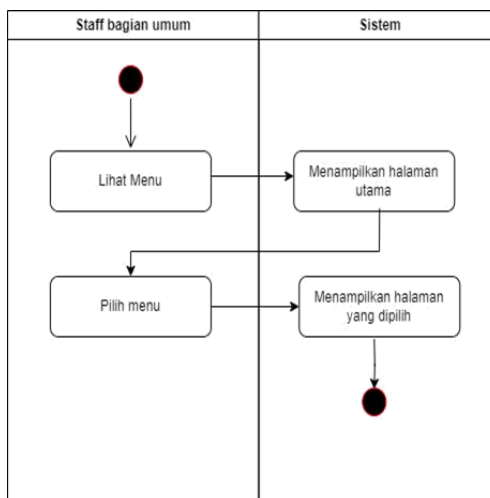 Staff bagian umum
Sistem
Lihat Menu
Menampilkan halaman
utama
Pilih menu
Menampilkan halaman
yang dipilih